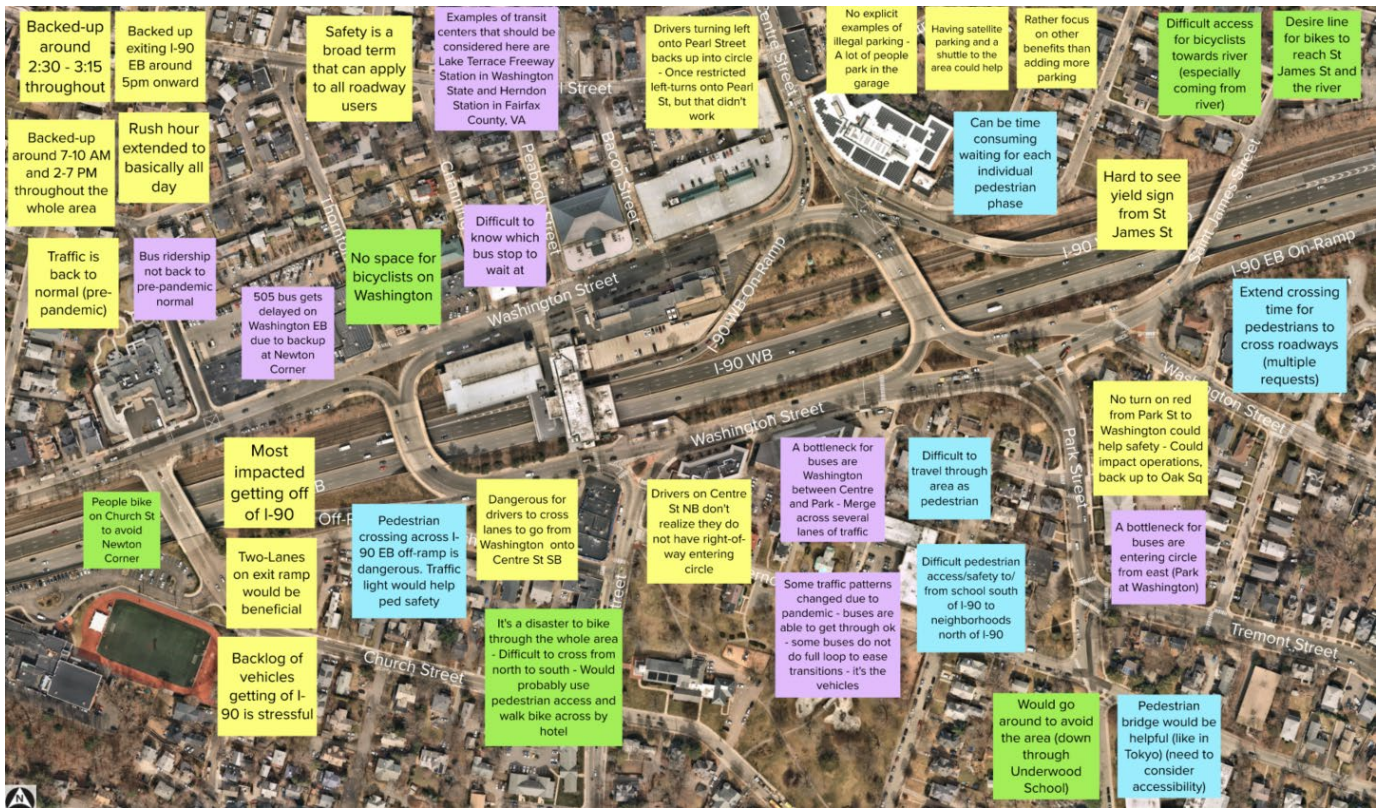 Backed-up
around
2:30 - 3:15
throughout
Backed up
exiting I-90
EB around
5pm onward
Safety is a
broad term
that can apply
to all roadway
users
Examples of transit
centers that should be
considered here are
Lake Terrace Freeway
Station in Washington
State and Herndon
Station in Fairfax
County, VA
Drivers turning left
onto Pearl Street
backs up into circle
- Once restricted
left-turns onto Pearl
St, but that didn't
work
No explicit
examples of
illegal parking -
A lot of people
park in the
garage
Having satellite
parking and a
shuttle to the
area could help
Rather focus
on other
benefits than
adding more
parking
Difficult access
for bicyclists
towards river
(especially
coming from
river)
Desire line
for bikes to
reach St
James St and
the river
Backed-up
around 7-10 AM
and 2-7 PM
throughout the
whole area
Rush hour
extended to
basically all
day
Can be time
consuming
waiting for each
individual
pedestrian
phase
Hard to see
yield sign
from St
James St
Traffic is
back to
normal (pre-
pandemic)
Bus ridership
not back to
pre-pandemic
normal
505 bus gets
delayed on
Washington EB
due to backup
at Newton
Corner
No space for
bicyclists on
Washington
Difficult to
know which
bus stop to
wait at
Extend crossing
time for
pedestrians to
cross roadways
(multiple
requests)
Centre Street
Street
Peabody Street
Bacon Street
Washington Street
I-90 WB On-Ramp
I-90 WB
I-90
Saint James Street
I-90 EB On-Ramp
Washington Street
Washington Street
Park Street
People bike
on Church St
to avoid
Newton
Corner
Most
impacted
getting off
of I-90
B
Off-
Two-Lanes
on exit ramp
would be
beneficial
Backlog of
vehicles
getting of I-
90 is stressful
Pedestrian
crossing across I-
90 EB off-ramp is
dangerous. Traffic
light would help
ped safety
Dangerous for
drivers to cross
lanes to go from
Washington onto
Centre St SB
It's a disaster to bike
through the whole area
- Difficult to cross from
north to south - Would
probably use
pedestrian access and
walk bike across by
hotel
Drivers on Centre
St NB don't
realize they do
not have right-of-
way entering
circle
A bottleneck for
buses are
Washington
between Centre
and Park - Merge
across several
lanes of traffic
Some traffic patterns
changed due to
pandemic - buses are
able to get through ok
- some buses do not
do full loop to ease
transitions - it's the
vehicles
Difficult to
travel through
area as
pedestrian
Difficult pedestrian
access/safety to/
from school south
of I-90 to
neighborhoods
north of I-90
No turn on red
from Park St to
Washington could
help safety - Could
impact operations,
back up to Oak Sq
A bottleneck for
buses are
entering circle
from east (Park
at Washington)
Would go
around to avoid
the area (down
through
Underwood
School)
Pedestrian
bridge would be
helpful (like in
Tokyo) (need to
consider
accessibility)
Church Street
Tremont Street
N